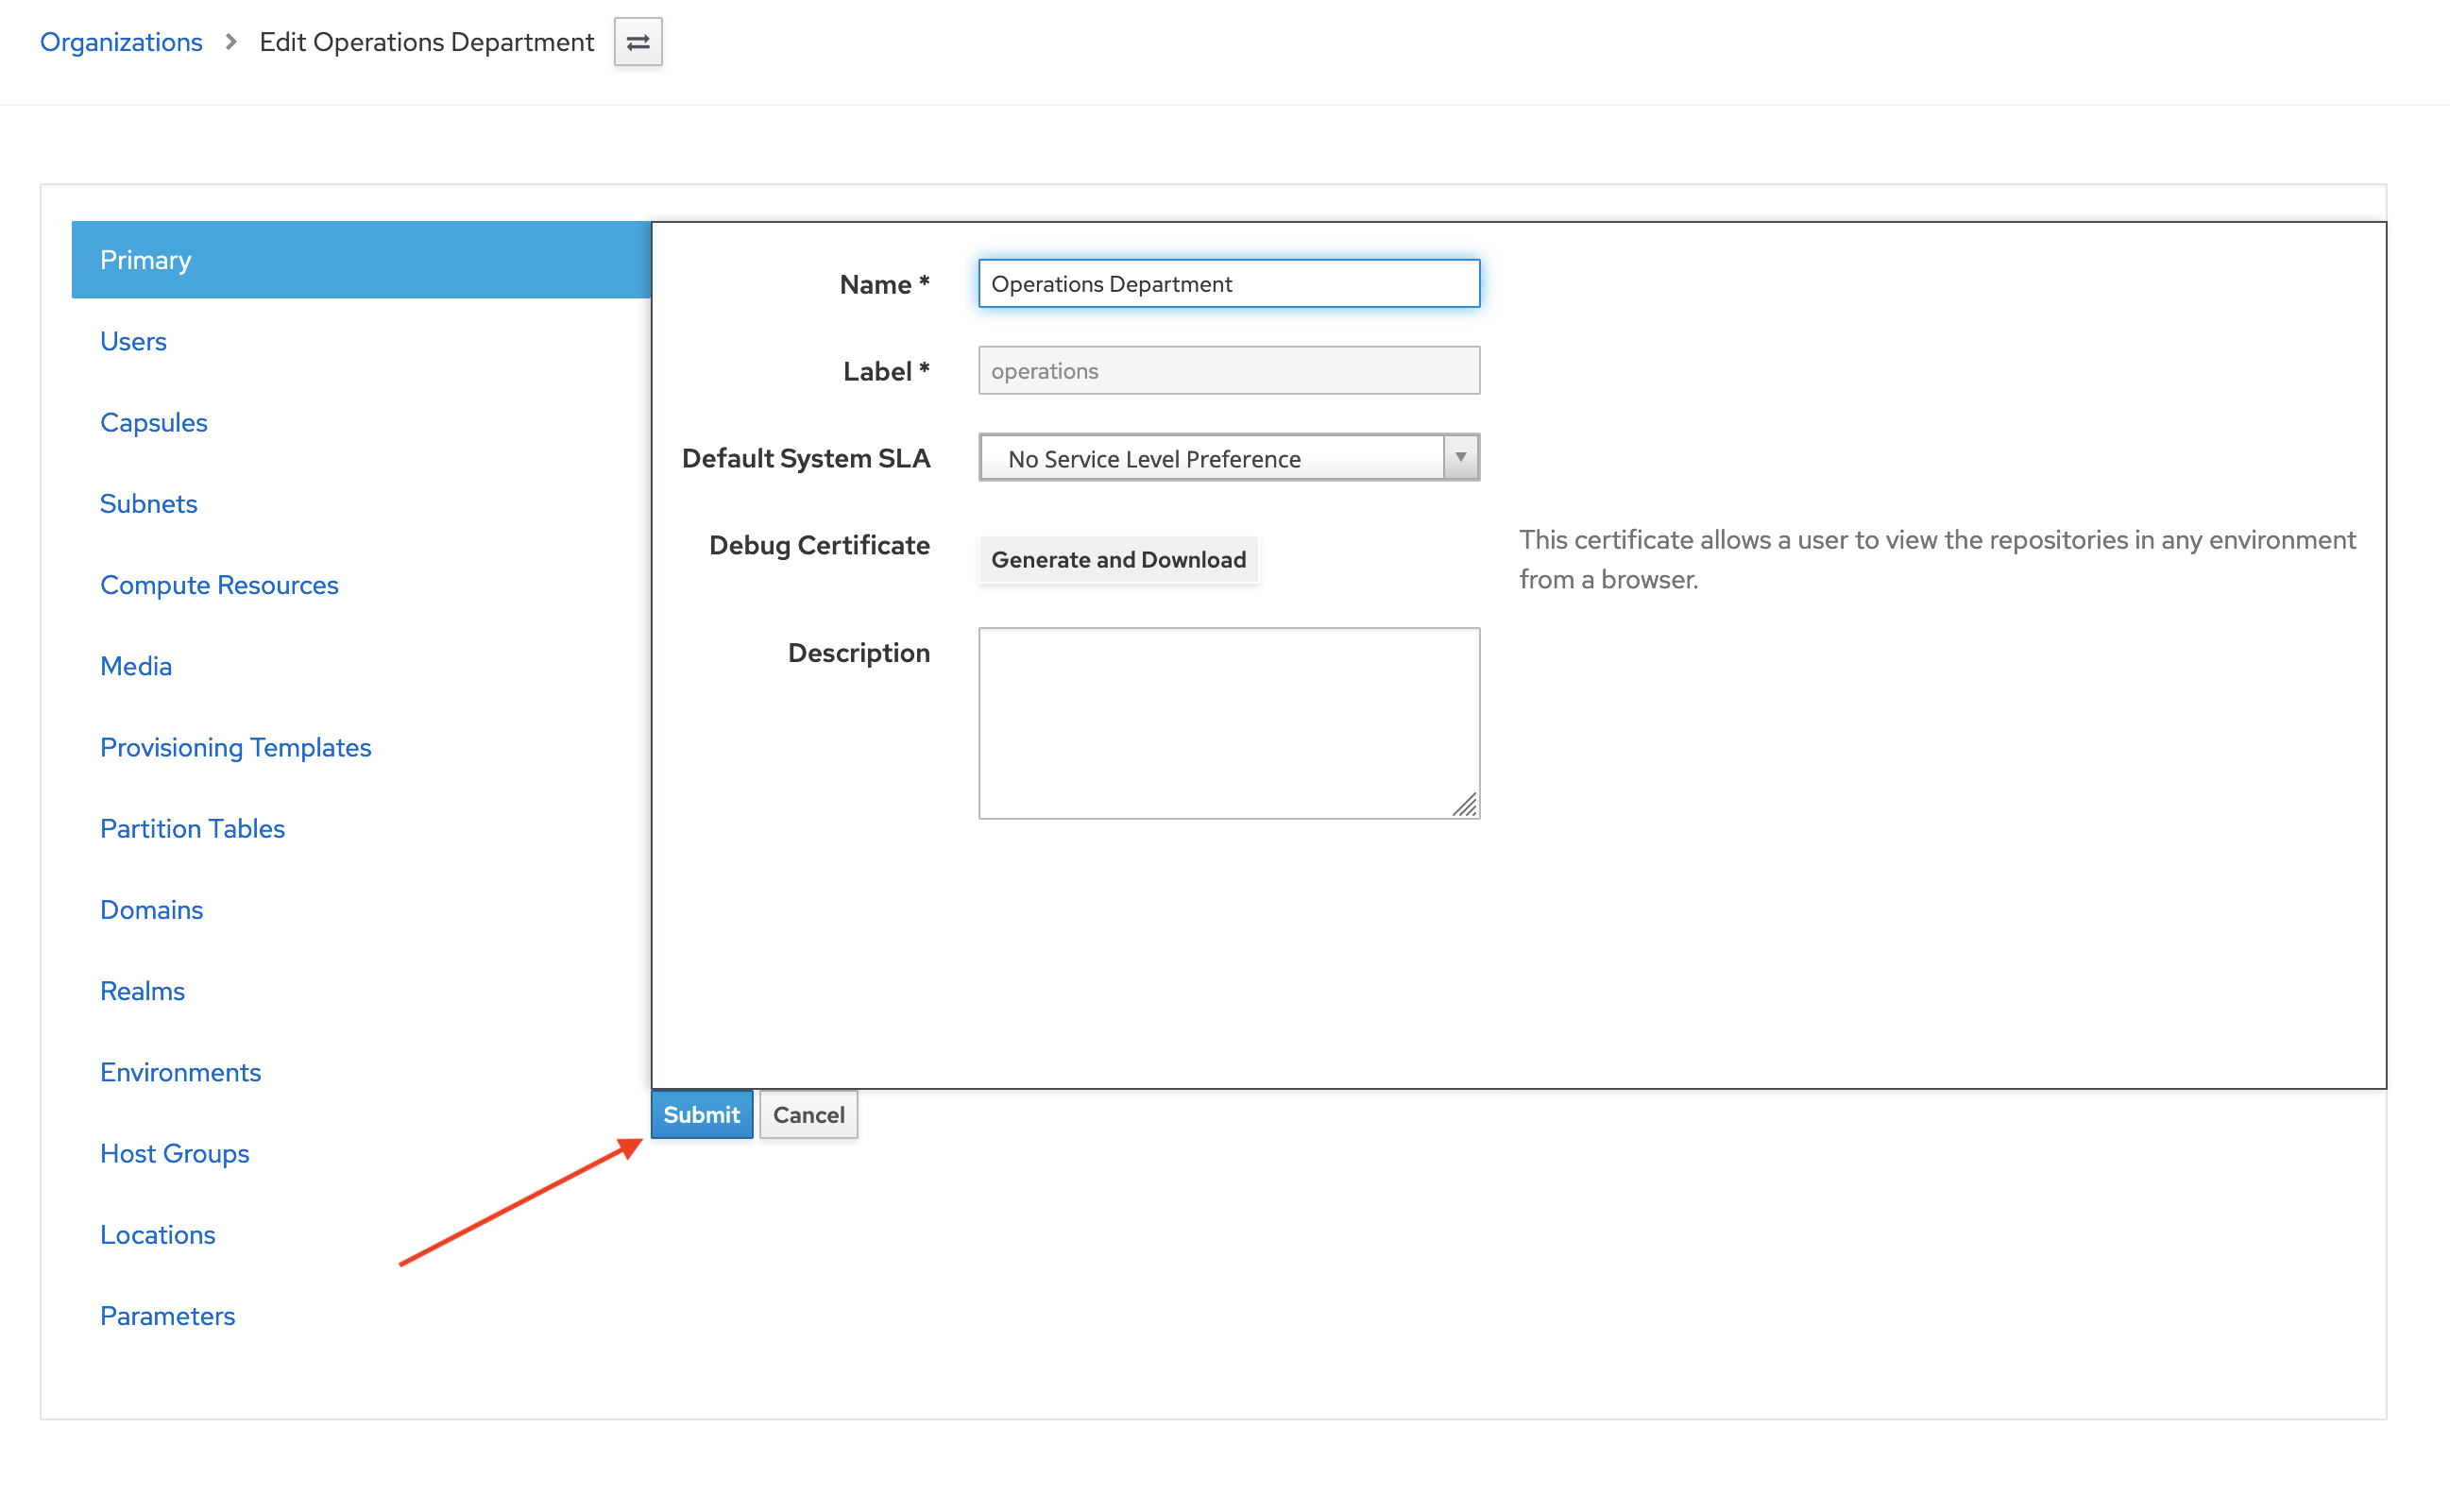 Organizations > Edit Operations Department
Primary
Users
Capsules
Subnets
Compute Resources
Media
Provisioning Templates
Partition Tables
Domains
Realms
Environments
Host Groups
Locations
Parameters
Name * Operations Department
Label * operations
Default System SLA No Service Level Preference
Debug Certificate Generate and Download
This certificate allows a user to view the repositories in any environment
from a browser.
Description
Submit Cancel